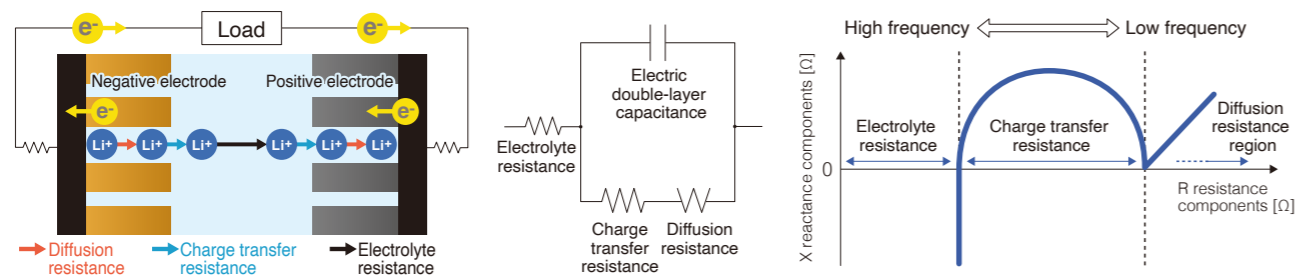 e-
Load
e-
Negative electrode
Positive electrode
e-
e-
Li+
Li+
Li+
Li+
Li+
Li+
Diffusion
resistance
Charge transfer
resistance
Electrolyte
resistance
Electric
double-layer
capacitance
Electrolyte
resistance
Charge
transfer
resistance
Diffusion
resistance
High frequency
Low frequency
X reactance components [Ω]
0
Electrolyte
resistance
Charge transfer
resistance
Diffusion
resistance
region
R resistance
components [Ω]